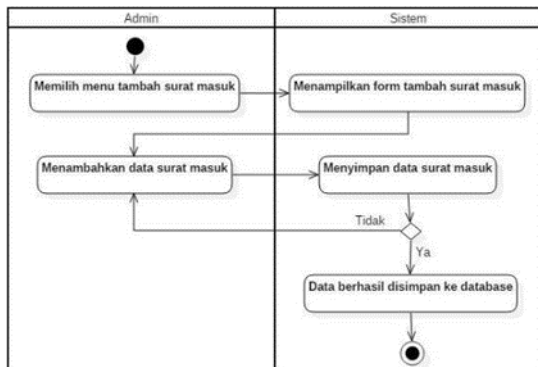 Admin
Sistem
Memilih menu tambah surat masuk
Menampilkan form tambah surat masuk
Menambahkan data surat masuk
Menyimpan data surat masuk
Tidak
Ya
Data berhasil disimpan ke database